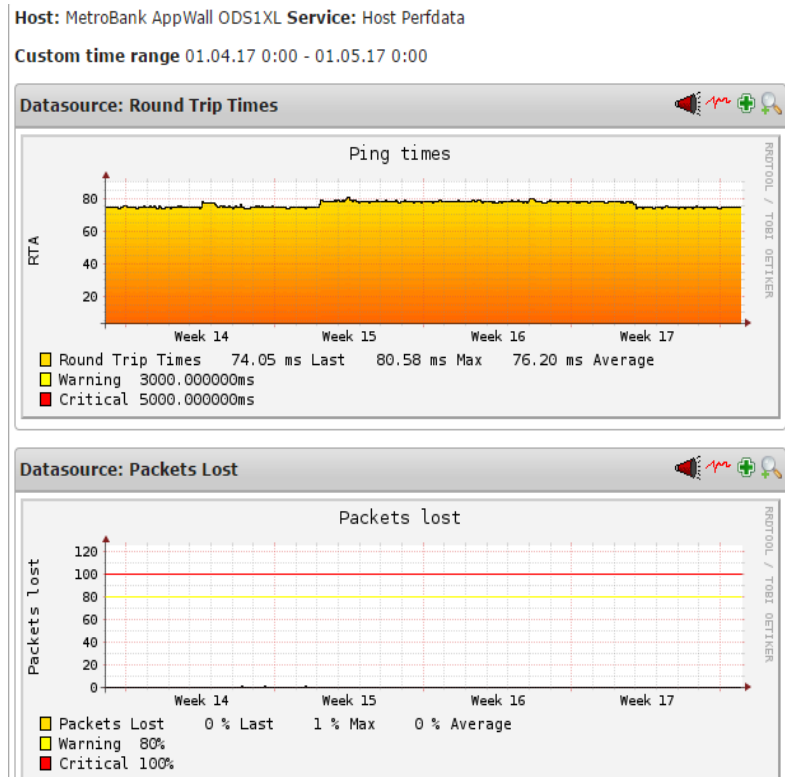 Host: MetroBank AppWall ODS1XL Service: Host Perfdata
Custom time range 01.04.17 0:00 - 01.05.17 0:00
Datasource: Round Trip Times
Ping times
RRDTOOL / TOBI OETIKER
RTA
80
60
40
20
Week 14 Week 15 Week 16 Week 17
Round Trip Times 74.05 ms Last 80.58 ms Max 76.20 ms Average
Warning 3000.000000ms
Critical 5000.000000ms
Datasource: Packets Lost
Packets lost
RRDTOOL / TOBI OETIKER
Packets lost
120
100
80
60
40
20
0
Week 14 Week 15 Week 16 Week 17
Packets Lost 0 % Last 1 % Max 0 % Average
Warning 80%
Critical 100%